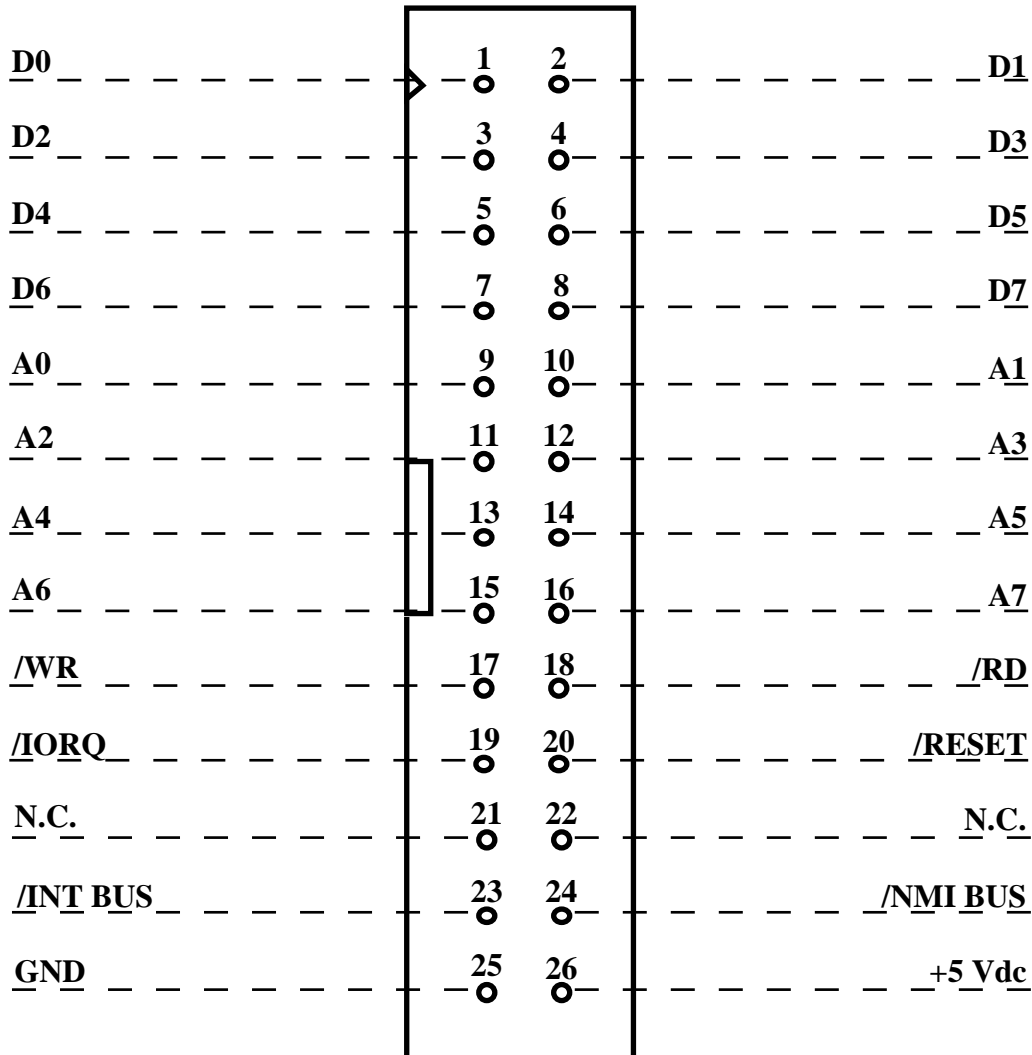 D0 1 2 D1
D2 3 4 D3
D4 5 6 D5
D6 7 8 D7
A0 9 10 A1
A2 11 12 A3
A4 13 14 A5
A6 15 16 A7
/WR 17 18 /RD
/IORQ 19 20 /RESET
N.C. 21 22 N.C.
/INT BUS 23 24 /NMI BUS
GND 25 26 +5 Vdc